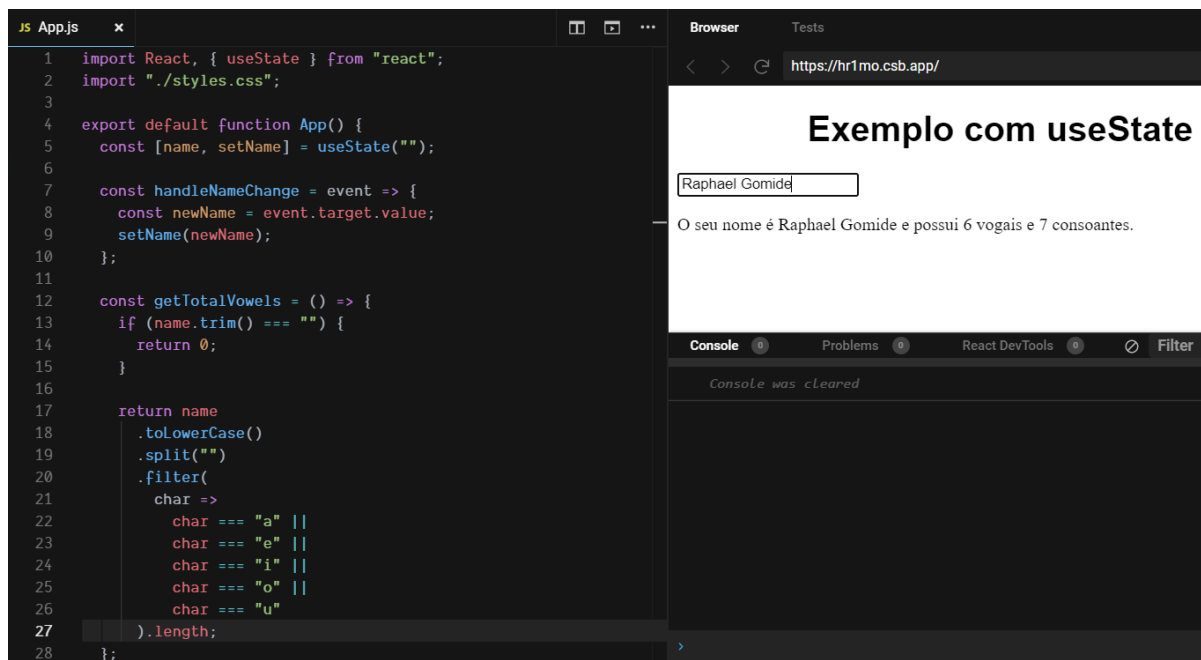 JS App.js ×
1 import React, { useState } from "react";
2 import "./styles.css";
3
4 export default function App() {
5 const [name, setName] = useState("");
6
7 const handleNameChange = event => {
8 const newName = event.target.value;
9 setName(newName);
10 };
11
12 const getTotalVowels = () => {
13 if (name.trim() === "") {
14 return 0;
15 }
16
17 return name
18 .toLowerCase()
19 .split("")
20 .filter(
21 char =>
22 char === "a" ||
23 char === "e" ||
24 char === "i" ||
25 char === "o" ||
26 char === "u"
27 ).length;
28 };
Browser Tests
https://hr1mo.csb.app/
Exemplo com useState
Raphael Gomide
O seu nome é Raphael Gomide e possui 6 vogais e 7 consoantes.
Console 0 Problems 0 React DevTools 0 Filter
Console was cleared